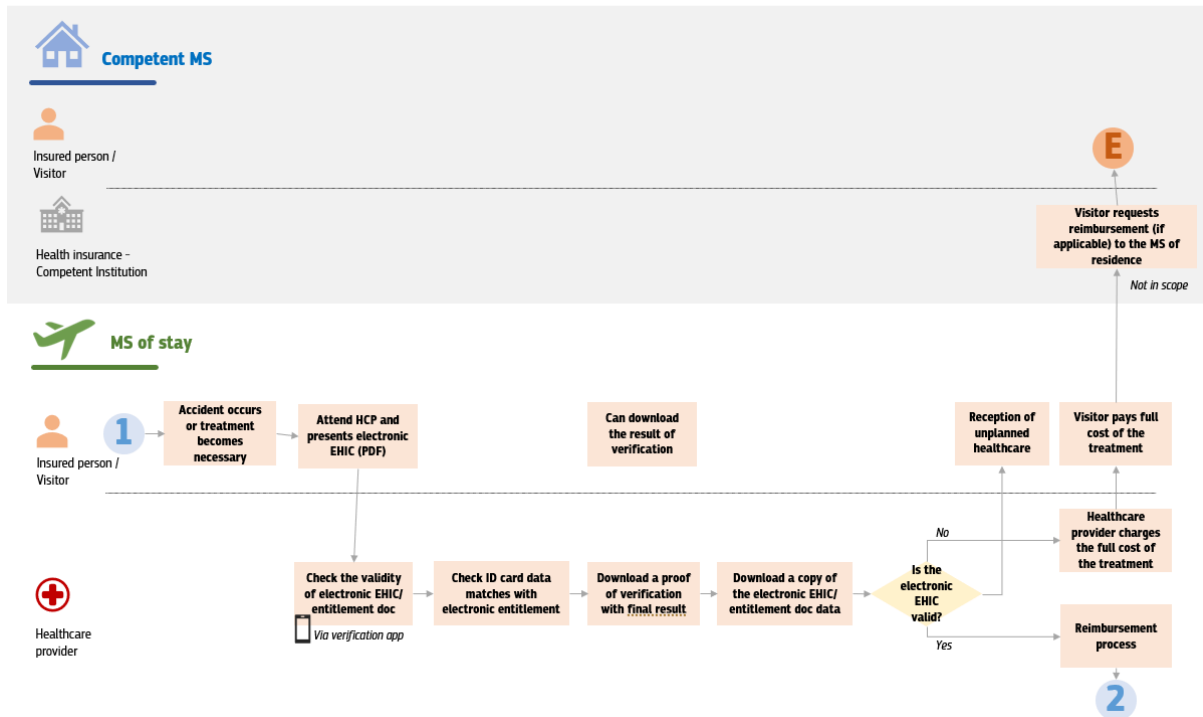 Competent MS
Insured person /
Visitor
E
Health insurance -
Competent Institution
Visitor requests
reimbursement (if
applicable) to the MS of
residence
Not in scope
MS of stay
Insured person /
Visitor
1
Accident occurs
or treatment
becomes
necessary
Attend HCP and
presents electronic
EHIC (PDF)
Can download
the result of
verification
Reception of
unplanned
healthcare
Visitor pays full
cost of the
treatment
Healthcare
provider
Check the validity
of electronic EHIC/
entitlement doc
Via verification app
Check ID card data
matches with
electronic entitlement
Download a proof
of verification
with final result
Download a copy of
the electronic EHIC/
entitlement doc data
Is the
electronic
EHIC
valid?
No
Healthcare
provider charges
the full cost of
the treatment
Yes
Reimbursement
process
2